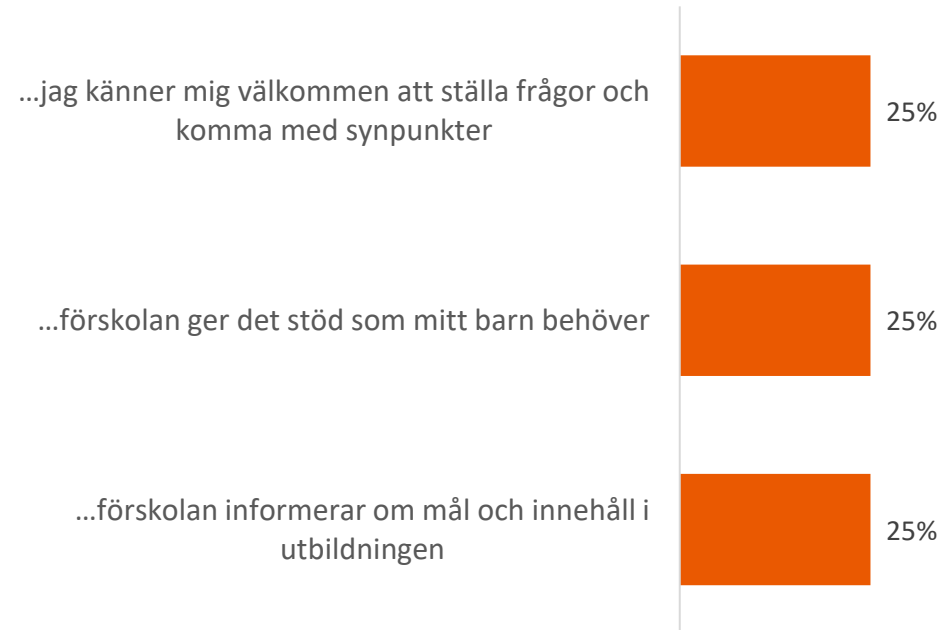 ...jag känner mig välkommen att ställa frågor och
komma med synpunkter
25%
...förskolan ger det stöd som mitt barn behöver
25%
...förskolan informerar om mål och innehåll i
utbildningen
25%